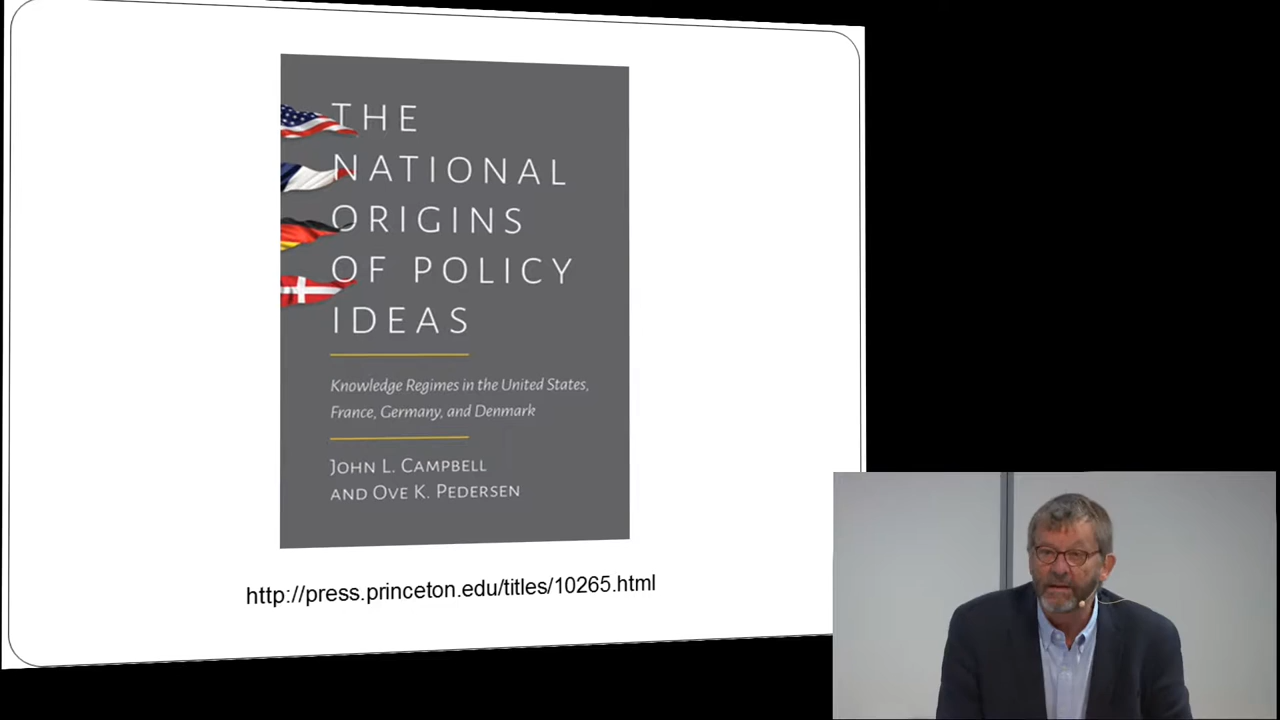 THE
NATIONAL
ORIGINS
OF POLICY
IDEAS
Knowledge Regimes in the United States,
France, Germany, and Denmark
JOHN L. CAMPBELL
AND OVE K. PEDERSEN
http://press.princeton.edu/titles/10265.html